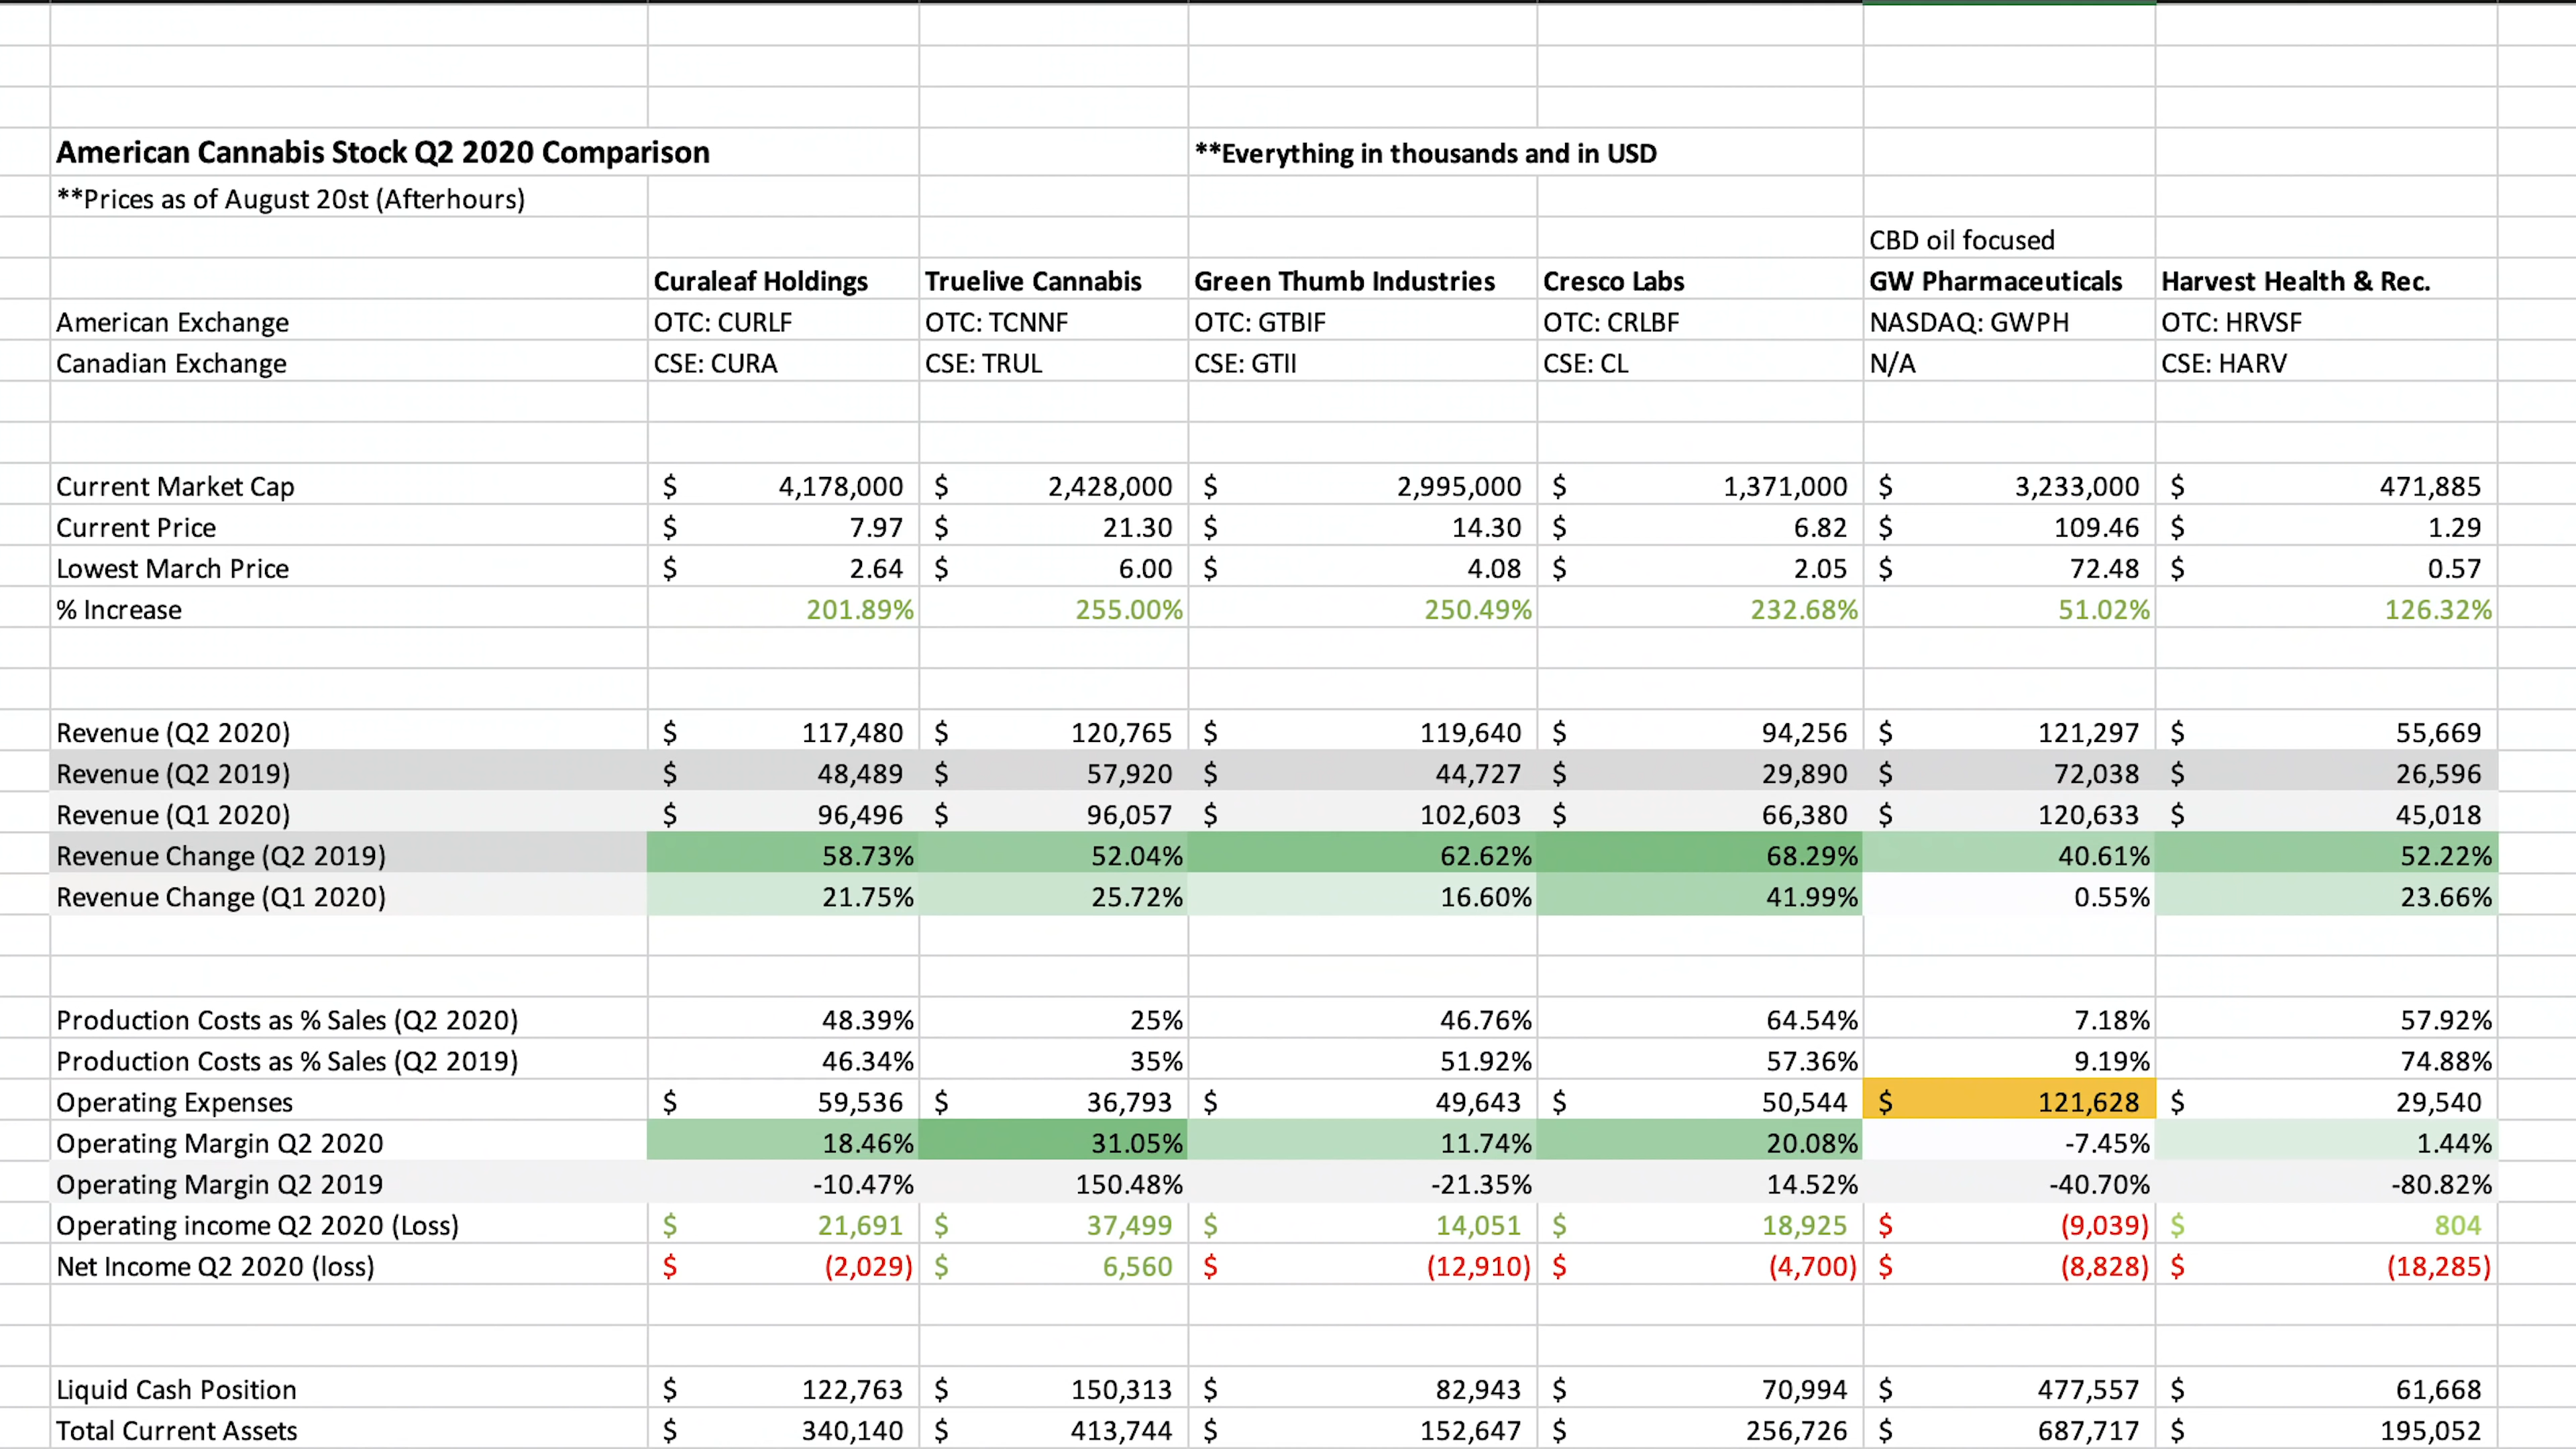 American Cannabis Stock Q2 2020 Comparison **Everything in thousands and in USD
**Prices as of August 20st (Afterhours)
CBD oil focused
Curaleaf Holdings Truelive Cannabis Green Thumb Industries Cresco Labs GW Pharmaceuticals Harvest Health & Rec.
American Exchange OTC: CURLF OTC: TCNNF OTC: GTBIF OTC: CRLBF NASDAQ: GWPH OTC: HRVSF
Canadian Exchange CSE: CURA CSE: TRUL CSE: GTII CSE: CL N/A CSE: HARV
Current Market Cap $ 4,178,000 $ 2,428,000 $ 2,995,000 $ 1,371,000 $ 3,233,000 $ 471,885
Current Price $ 7.97 $ 21.30 $ 14.30 $ 6.82 $ 109.46 $ 1.29
Lowest March Price $ 2.64 $ 6.00 $ 4.08 $ 2.05 $ 72.48 $ 0.57
% Increase 201.89% 255.00% 250.49% 232.68% 51.02% 126.32%
Revenue (Q2 2020) $ 117,480 $ 120,765 $ 119,640 $ 94,256 $ 121,297 $ 55,669
Revenue (Q2 2019) $ 48,489 $ 57,920 $ 44,727 $ 29,890 $ 72,038 $ 26,596
Revenue (Q1 2020) $ 96,496 $ 96,057 $ 102,603 $ 66,380 $ 120,633 $ 45,018
Revenue Change (Q2 2019) 58.73% 52.04% 62.62% 68.29% 40.61% 52.22%
Revenue Change (Q1 2020) 21.75% 25.72% 16.60% 41.99% 0.55% 23.66%
Production Costs as % Sales (Q2 2020) 48.39% 25% 46.76% 64.54% 7.18% 57.92%
Production Costs as % Sales (Q2 2019) 46.34% 35% 51.92% 57.36% 9.19% 74.88%
Operating Expenses $ 59,536 $ 36,793 $ 49,643 $ 50,544 $ 121,628 $ 29,540
Operating Margin Q2 2020 18.46% 31.05% 11.74% 20.08% -7.45% 1.44%
Operating Margin Q2 2019 -10.47% 150.48% -21.35% 14.52% -40.70% -80.82%
Operating income Q2 2020 (Loss) $ 21,691 $ 37,499 $ 14,051 $ 18,925 $ (9,039) $ 804
Net Income Q2 2020 (loss) $ (2,029) $ 6,560 $ (12,910) $ (4,700) $ (8,828) $ (18,285)
Liquid Cash Position $ 122,763 $ 150,313 $ 82,943 $ 70,994 $ 477,557 $ 61,668
Total Current Assets $ 340,140 $ 413,744 $ 152,647 $ 256,726 $ 687,717 $ 195,052